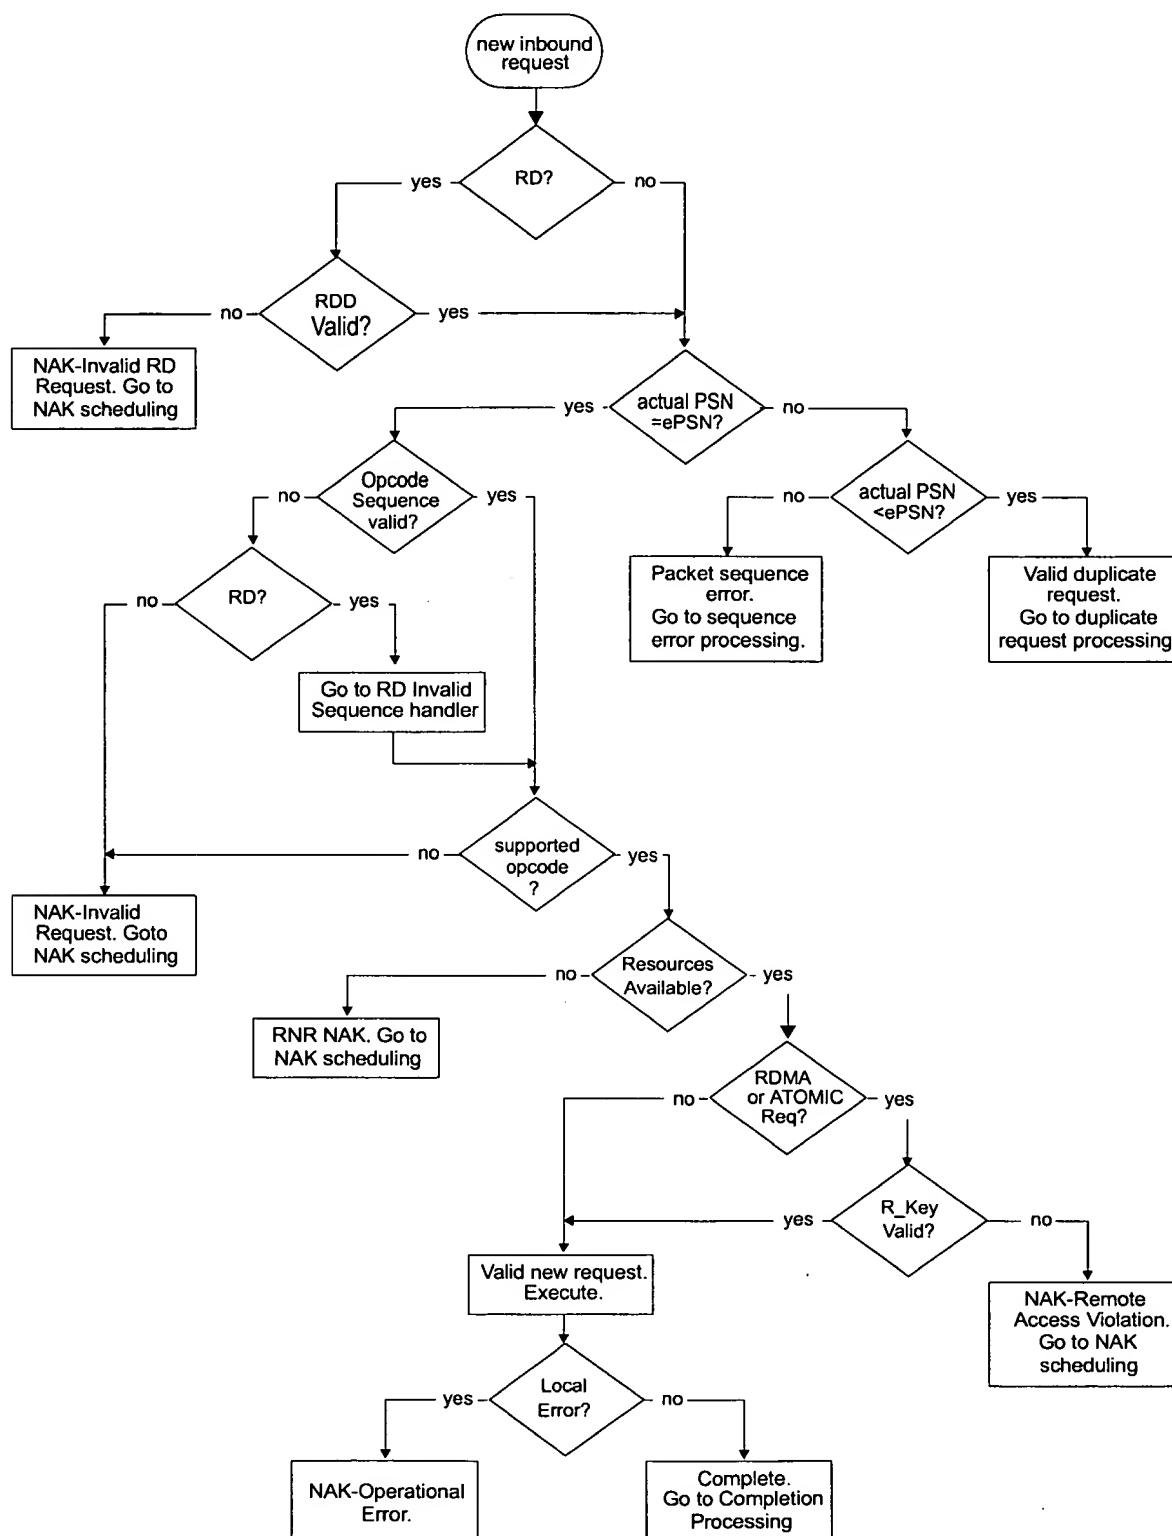 new inbound
request
RD?
yes
no
RDD
Valid?
no
yes
NAK-Invalid RD
Request. Go to
NAK scheduling
actual PSN
=ePSN?
yes
no
Opcode
Sequence
valid?
no
yes
actual PSN
<ePSN?
no
yes
Packet sequence
error.
Go to sequence
error processing.
Valid duplicate
request.
Go to duplicate
request processing
RD?
no
yes
Go to RD Invalid
Sequence handler
supported
opcode
?
no
yes
NAK-Invalid
Request. Goto
NAK scheduling
Resources
Available?
no
yes
RNR NAK. Go to
NAK scheduling
RDMA
or ATOMIC
Req?
no
yes
R_Key
Valid?
yes
no
Valid new request.
Execute.
NAK-Remote
Access Violation.
Go to NAK
scheduling
Local
Error?
yes
no
NAK-Operational
Error.
Complete.
Go to Completion
Processing